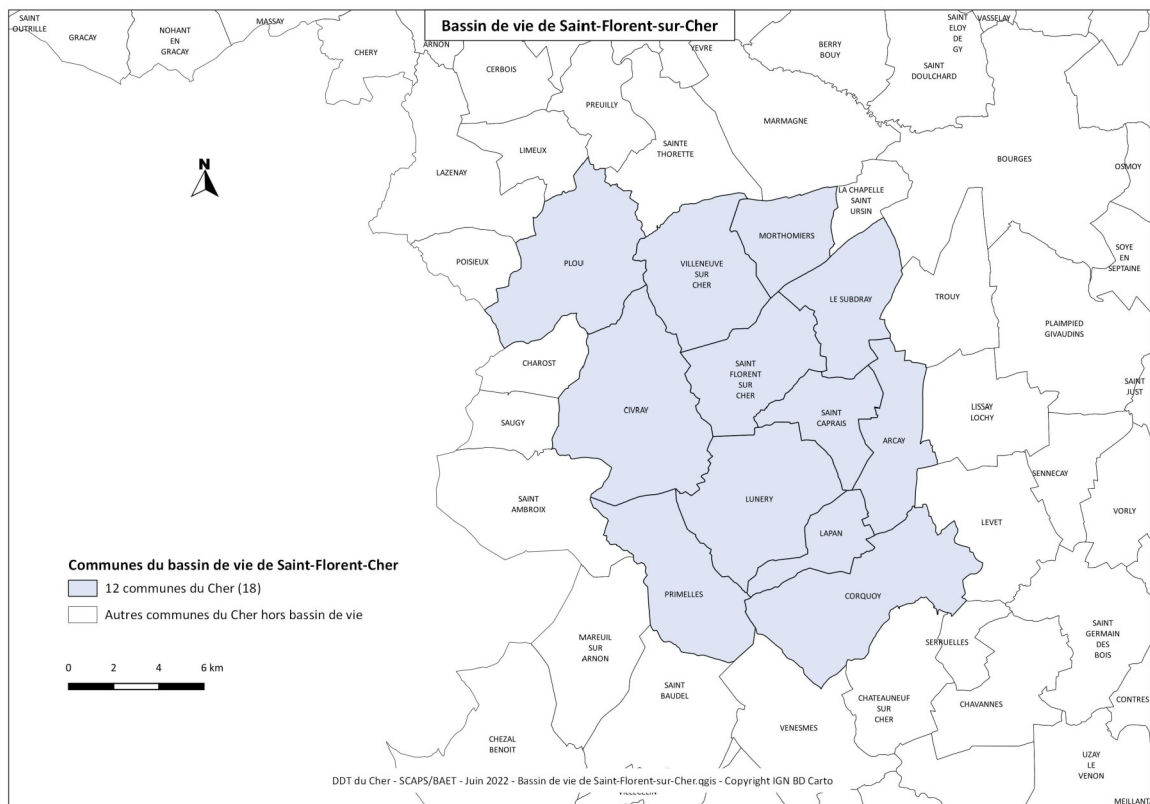 Bassin de vie de Saint-Florent-sur-Cher
SAINT
OUTRILLE
GRACAY
NOHANT
EN
GRACAY
MASSAY
CHERY
ARNON
CERBOIS
YEVRE
BERRY
BOUY
SAINT
ELOY
DE
GY
VASSELAY
SAINT
DOULCHARD
PREUILLY
MARMAGNE
SAINTE
THORETTE
LIMEUX
LAZENAY
BOURGES
OSMOY
N
LA CHAPELLE
SAINT
URSIN
MORTHOMIERS
POISIEUX
PLOU
VILLENEUVE
SUR
CHER
SOYE
EN
SEPTAINE
LE SUBDRAY
TROUY
PLAIMPIED
GIVAUDINS
CHAROST
SAINT
FLORENT
SUR
CHER
SAINT
JUST
CIVRAY
SAINT
CAPRAIS
LISSAY
LOCHY
SAUGY
ARCAY
SENNECAY
SAINT
AMBROIX
LUNERY
LEVET
VORLY
LAPAN
Communes du bassin de vie de Saint-Florent-Cher
12 communes du Cher (18)
Autres communes du Cher hors bassin de vie
PRIMELLES
CORQUOY
MAREUIL
SUR
ARNON
SERRUELLES
SAINT
GERMAIN
DES
BOIS
0 2 4 6 km
SAINT
BAUDEL
CHATEAUNEUF
SUR
CHER
CHAVANNES
CONTRES
VENESMES
CHEZAL
BENOIT
UZAY
LE
VENON
DDT du Cher - SCAPS/BAET - Juin 2022 - Bassin de vie de Saint-Florent-sur-Cher.qgis - Copyright IGN BD Carto
MEILLANT